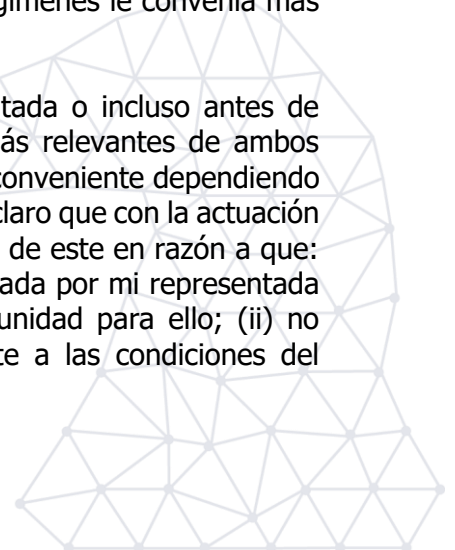 gímenes le convenía más
tada o incluso antes de
ás relevantes de ambos
conveniente dependiendo
claro que con la actuación
de este en razón a que:
ada por mi representada
unidad para ello; (ii) no
te a las condiciones del